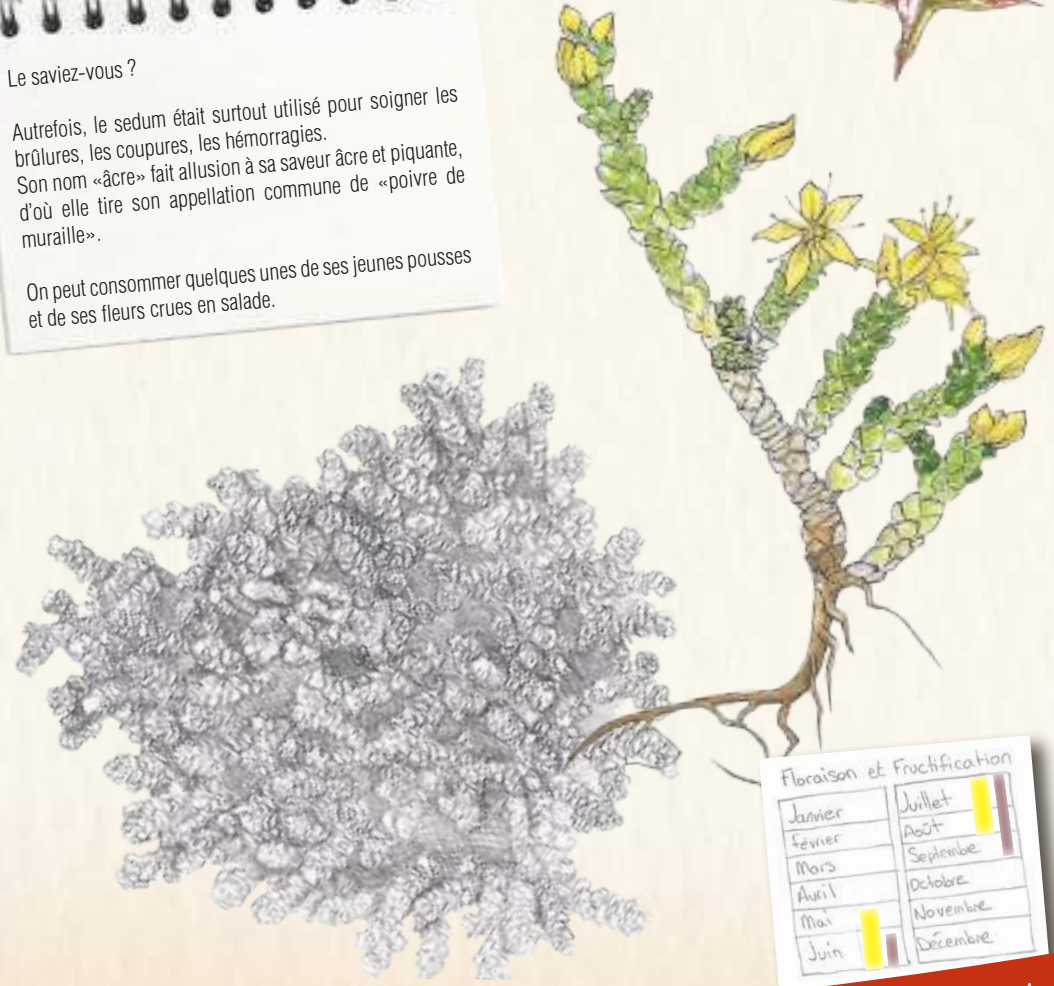 Le saviez-vous ?
Autrefois, le sedum était surtout utilisé pour soigner les
brûlures, les coupures, les hémorragies.
Son nom «âcre» fait allusion à sa saveur âcre et piquante,
d'où elle tire son appellation commune de «poivre de
muraille».
On peut consommer quelques unes de ses jeunes pousses
et de ses fleurs crues en salade.
Floraison et Fructification
Janvier
Février
Mars
Avril
Mai
Juin
Juillet
Août
Septembre
Octobre
Novembre
Décembre